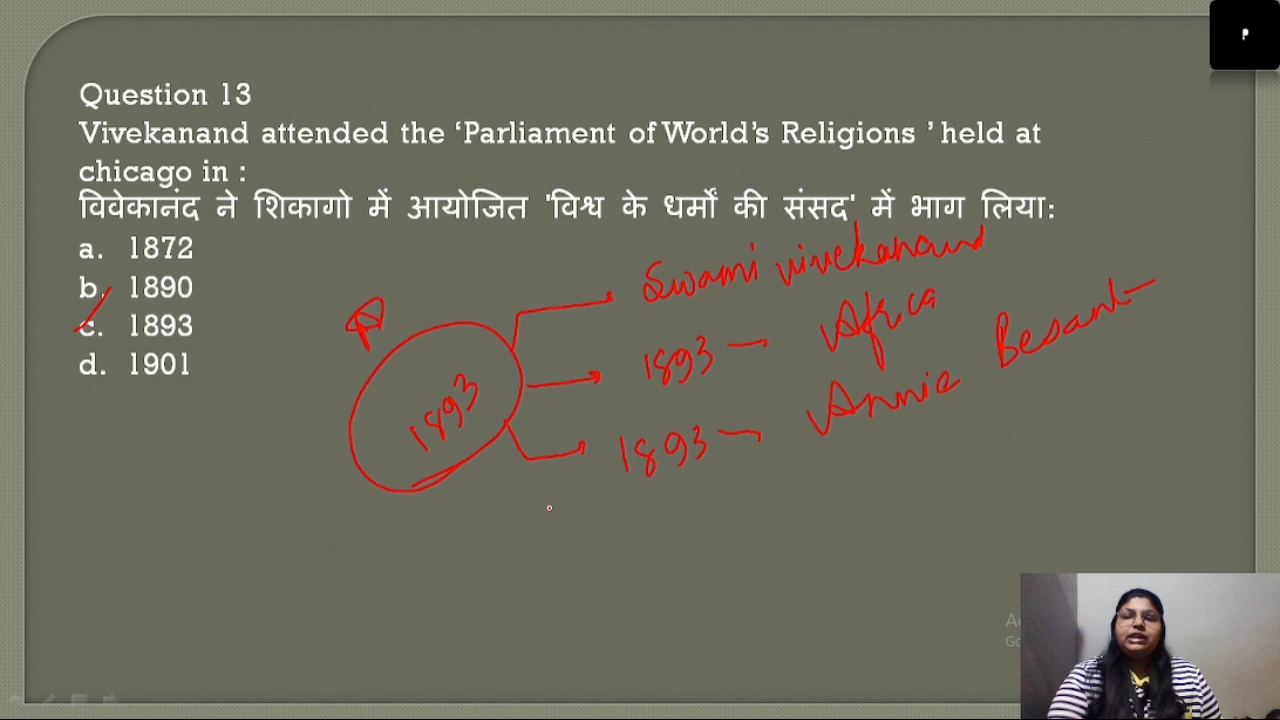 Question 13
Vivekanand attended the ‘Parliament of World’s Religions ’ held at
chicago in :
विवेकानंद ने शिकागो में आयोजित 'विश्व के धर्मों की संसद' में भाग लिया:
a. 1872
b. 1890
c. 1893
d. 1901
1893
Swami vivekanand
1893 — Africa
1893 — Annie Besant